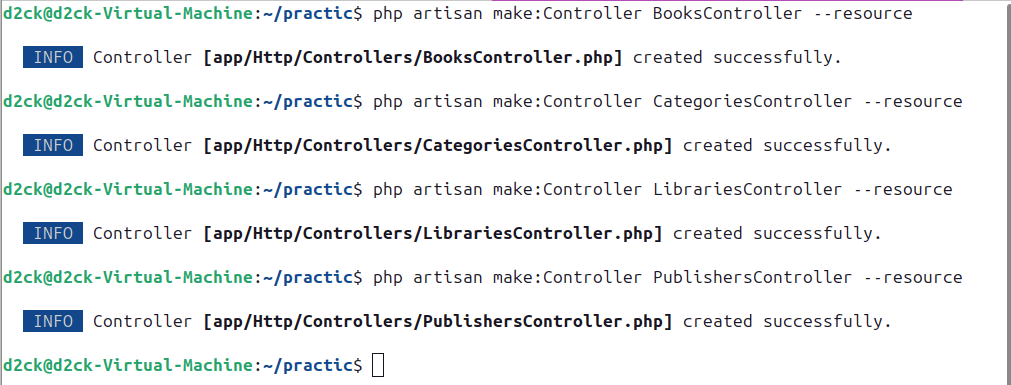 d2ck@d2ck-Virtual-Machine:~/practic$ php artisan make:Controller BooksController --resource
INFO Controller [app/Http/Controllers/BooksController.php] created successfully.
d2ck@d2ck-Virtual-Machine:~/practic$ php artisan make:Controller CategoriesController --resource
INFO Controller [app/Http/Controllers/CategoriesController.php] created successfully.
d2ck@d2ck-Virtual-Machine:~/practic$ php artisan make:Controller LibrariesController --resource
INFO Controller [app/Http/Controllers/LibrariesController.php] created successfully.
d2ck@d2ck-Virtual-Machine:~/practic$ php artisan make:Controller PublishersController --resource
INFO Controller [app/Http/Controllers/PublishersController.php] created successfully.
d2ck@d2ck-Virtual-Machine:~/practic$